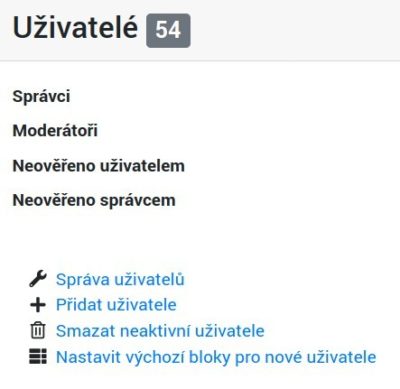 Uživatelé 54
Správci
Moderátoři
Neověřeno uživatelem
Neověřeno správcem
Správa uživatelů
Přidat uživatele
Smazat neaktivní uživatele
Nastavit výchozí bloky pro nové uživatele